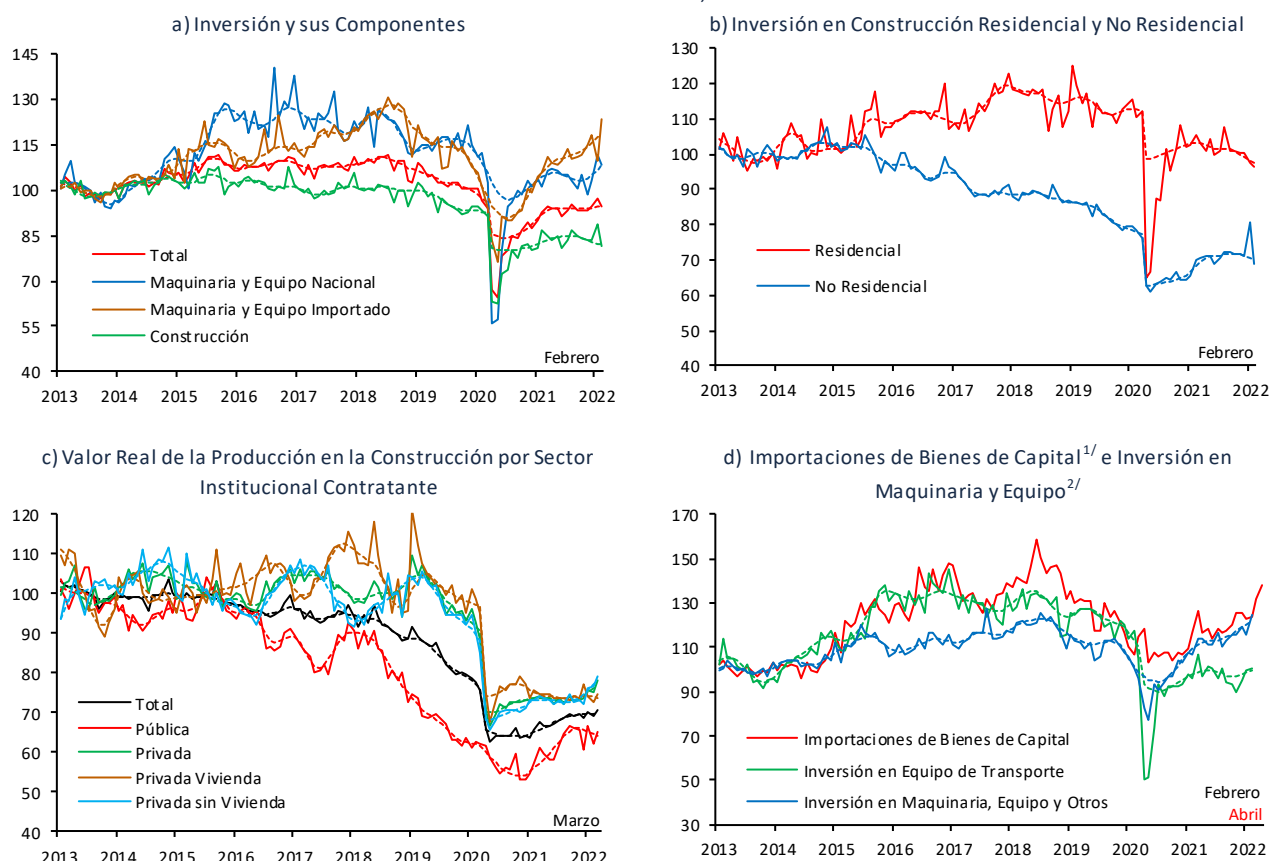 a) Inversión y sus Componentes
145
130
115
100
85
70
55
40
Total
Maquinaria y Equipo Nacional
Maquinaria y Equipo Importado
Construcción
Febrero
2013 2014 2015 2016 2017 2018 2019 2020 2021 2022
b) Inversión en Construcción Residencial y No Residencial
130
120
110
100
90
80
70
60
50
40
Residencial
No Residencial
Febrero
2013 2014 2015 2016 2017 2018 2019 2020 2021 2022
c) Valor Real de la Producción en la Construcción por Sector
Institucional Contratante
120
110
100
90
80
70
60
50
40
Total
Pública
Privada
Privada Vivienda
Privada sin Vivienda
Marzo
2013 2014 2015 2016 2017 2018 2019 2020 2021 2022
d) Importaciones de Bienes de Capital1/ e Inversión en
Maquinaria y Equipo2/
170
150
130
110
90
70
50
30
Importaciones de Bienes de Capital
Inversión en Equipo de Transporte
Inversión en Maquinaria, Equipo y Otros
Febrero
Abril
2013 2014 2015 2016 2017 2018 2019 2020 2021 2022